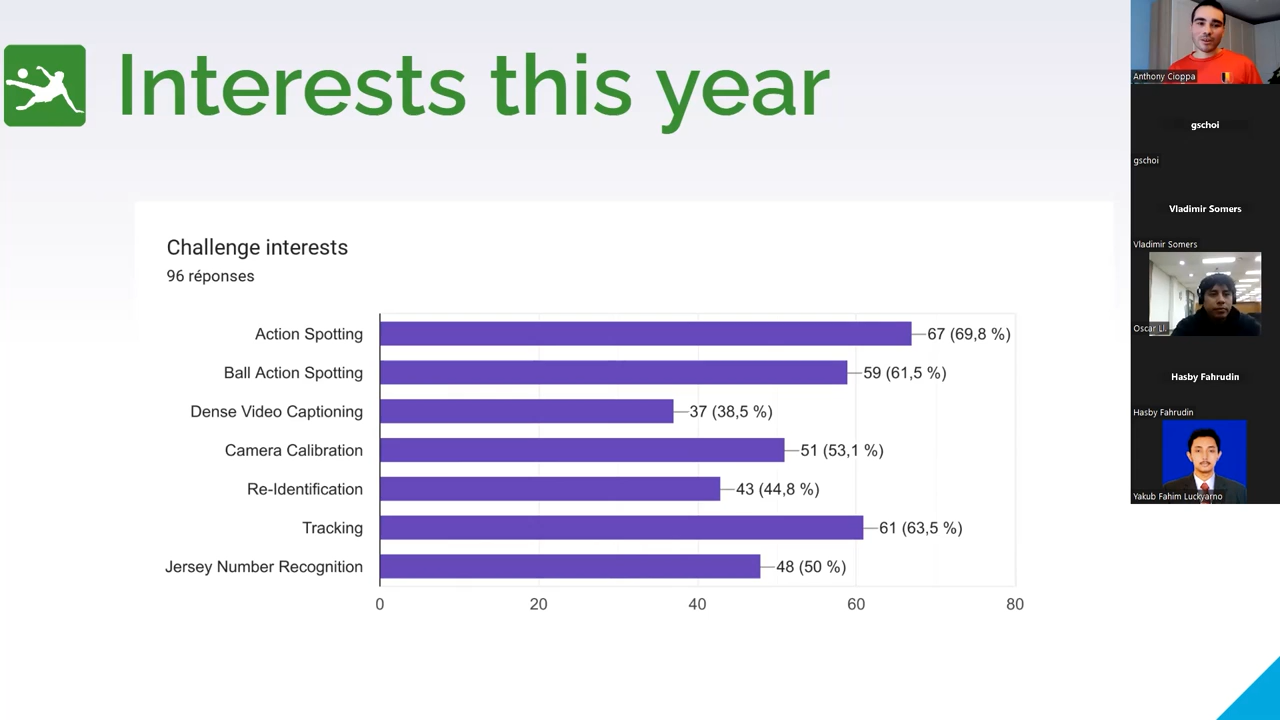 Interests this year
Challenge interests
96 réponses
Action Spotting 67 (69,8 %)
Ball Action Spotting 59 (61,5 %)
Dense Video Captioning 37 (38,5 %)
Camera Calibration 51 (53,1 %)
Re-Identification 43 (44,8 %)
Tracking 61 (63,5 %)
Jersey Number Recognition 48 (50 %)
0 20 40 60 80
Anthony Cioppa
gschoi
gschoi
Vladimir Somers
Vladimir Somers
Oscar Ll.
Hasby Fahrudin
Hasby Fahrudin
Yakub Fahim Luckyarno